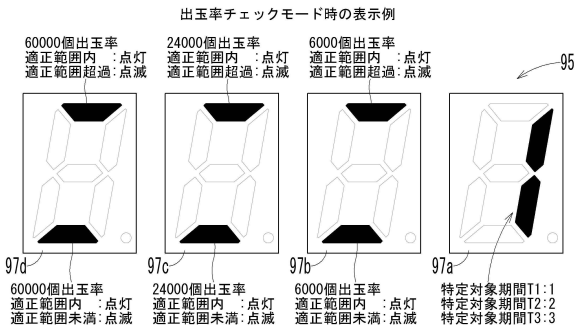 出玉率チェックモード時の表示例
60000個出玉率
適正範囲内　:点灯
適正範囲超過:点滅
24000個出玉率
適正範囲内　:点灯
適正範囲超過:点滅
6000個出玉率
適正範囲内　:点灯
適正範囲超過:点滅
95
97d
97c
97b
97a
60000個出玉率
適正範囲内　:点灯
適正範囲未満:点滅
24000個出玉率
適正範囲内　:点灯
適正範囲未満:点滅
6000個出玉率
適正範囲内　:点灯
適正範囲未満:点滅
特定対象期間T1:1
特定対象期間T2:2
特定対象期間T3:3